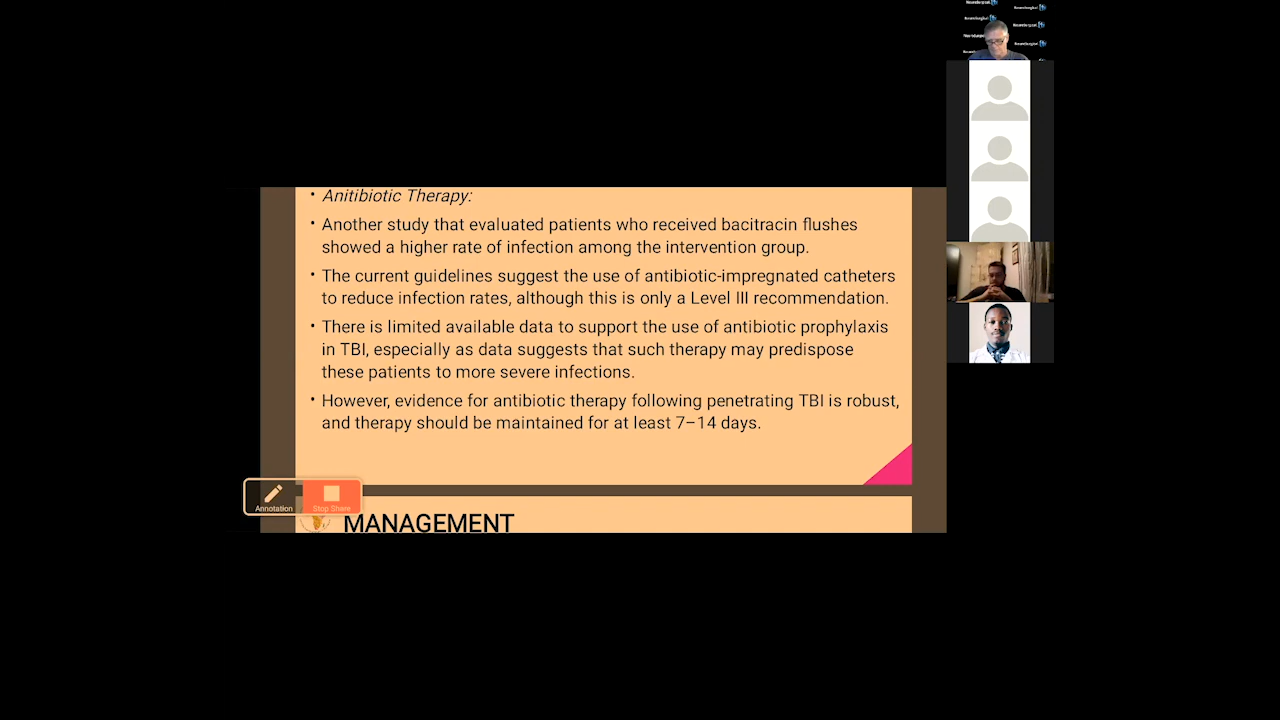 • Anitibiotic Therapy:
• Another study that evaluated patients who received bacitracin flushes
showed a higher rate of infection among the intervention group.
• The current guidelines suggest the use of antibiotic-impregnated catheters
to reduce infection rates, although this is only a Level III recommendation.
• There is limited available data to support the use of antibiotic prophylaxis
in TBI, especially as data suggests that such therapy may predispose
these patients to more severe infections.
• However, evidence for antibiotic therapy following penetrating TBI is robust,
and therapy should be maintained for at least 7–14 days.
Annotation
Stop Share
MANAGEMENT